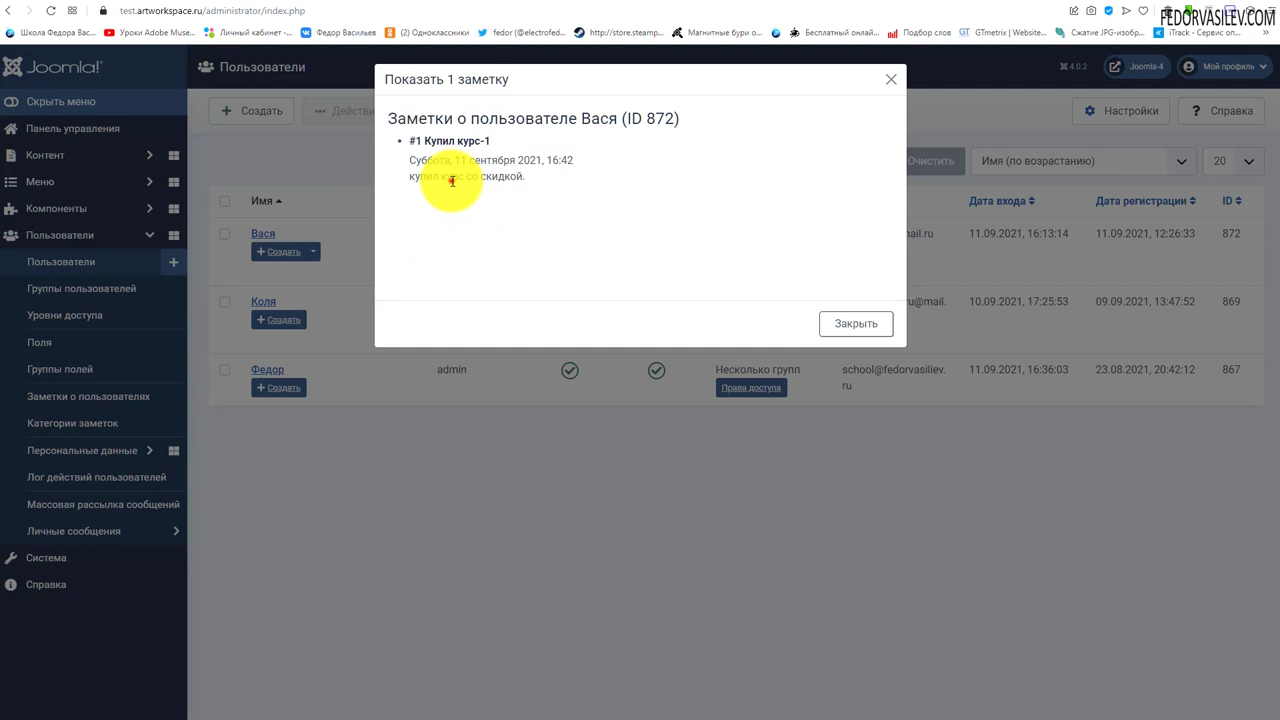 test.artworkspace.ru/administrator/index.php
FEDORVASILEV.COM
Школа Федора Вас...
Уроки Adobe Muse...
Личный кабинет -...
Федор Васильев
(2) Одноклассники
fedor (@electrofed...
http://store.steamp...
Магнитные бури о...
Бесплатный онлай...
Подбор слов
GTmetrix | Website...
Сжатие JPG-изобр...
iTrack - Сервис оп...
Joomla!
Пользователи
4.0.2
Joomla-4
Мой профиль
Скрыть меню
Панель управления
Контент
Меню
Компоненты
Пользователи
Пользователи
Группы пользователей
Уровни доступа
Поля
Группы полей
Заметки о пользователях
Категории заметок
Персональные данные
Лог действий пользователей
Массовая рассылка сообщений
Личные сообщения
Система
Справка
Создать
Действи
Настройки
Справка
Показать 1 заметку
Заметки о пользователе Вася (ID 872)
#1 Купил курс-1
Суббота, 11 сентября 2021, 16:42
купил курс со скидкой.
Закрыть
Очистить
Имя (по возрастанию)
20
Имя
Дата входа
Дата регистрации
ID
Вася
ail.ru
11.09.2021, 16:13:14
11.09.2021, 12:26:33
872
Создать
Коля
ru@mail.
10.09.2021, 17:25:53
09.09.2021, 13:47:52
869
Создать
Федор
admin
Несколько групп
school@fedorvasiliev.
ru
11.09.2021, 16:36:03
23.08.2021, 20:42:12
867
Создать
Права доступа